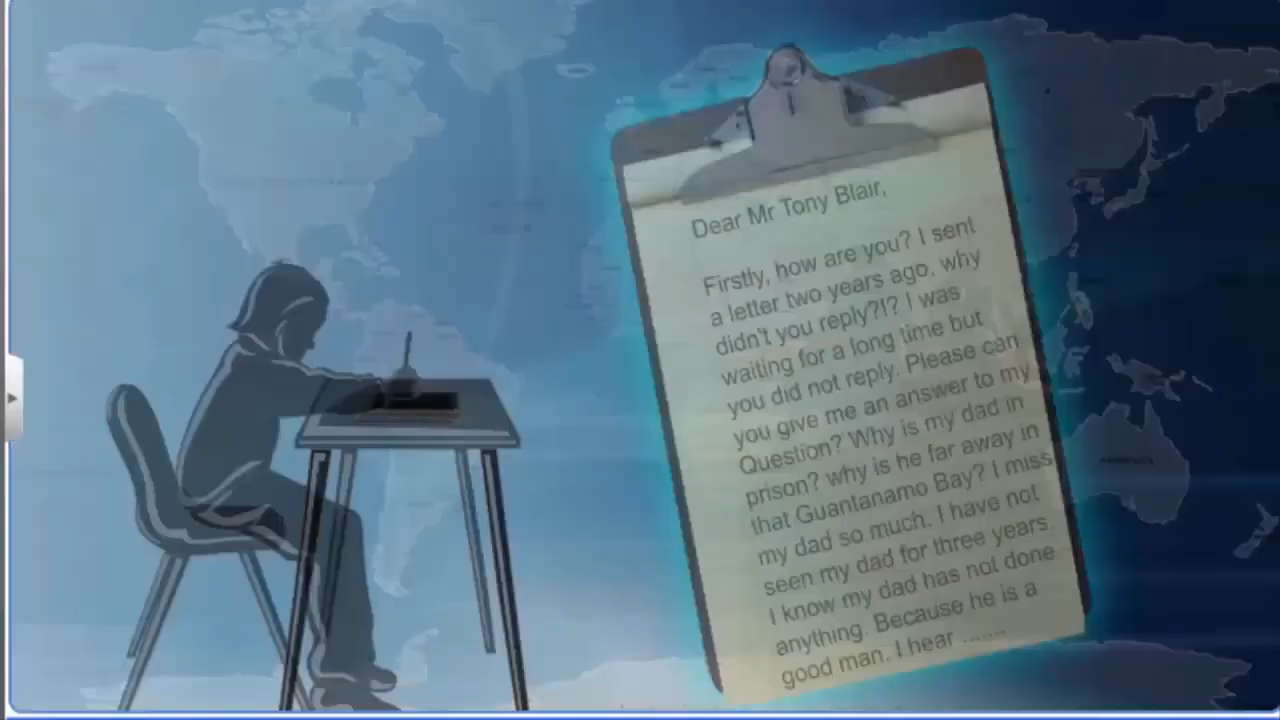 Dear Mr Tony Blair,
Firstly, how are you? I sent
a letter two years ago, why
didn't you reply?!? I was
waiting for a long time but
you did not reply. Please can
you give me an answer to my
Question? Why is my dad in
prison? why is he far away in
that Guantanamo Bay? I miss
my dad so much. I have not
seen my dad for three years.
I know my dad has not done
anything. Because he is a
good man. I hear .......